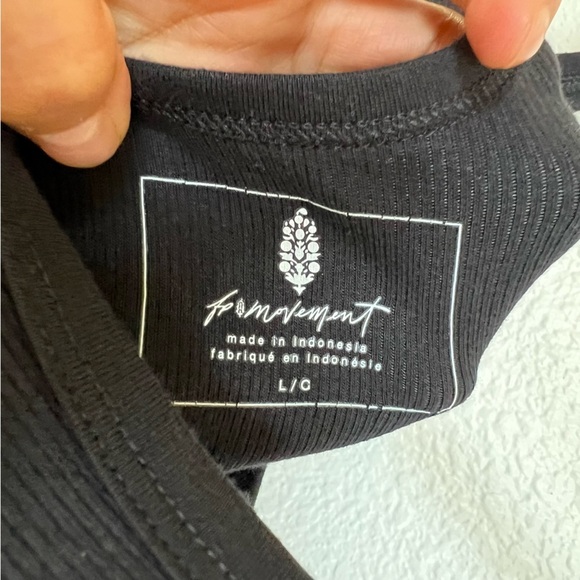 fp movement
made in Indonesia
fabriqué en Indonésie
L/G